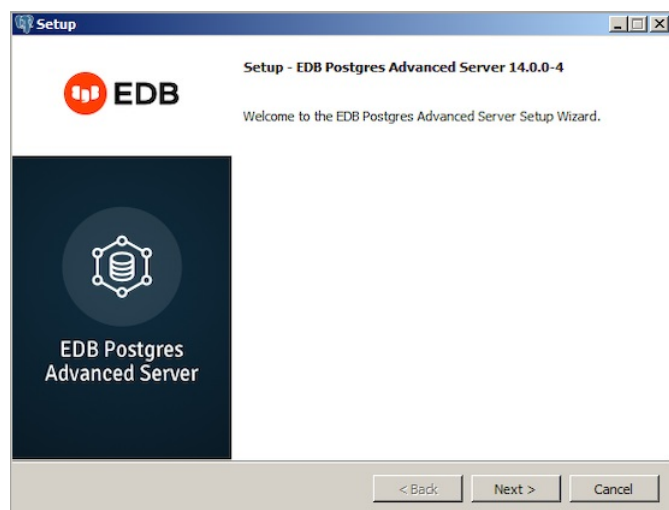 Setup
EDB
Setup - EDB Postgres Advanced Server 14.0.0-4
Welcome to the EDB Postgres Advanced Server Setup Wizard.
EDB Postgres
Advanced Server
< Back
Next >
Cancel